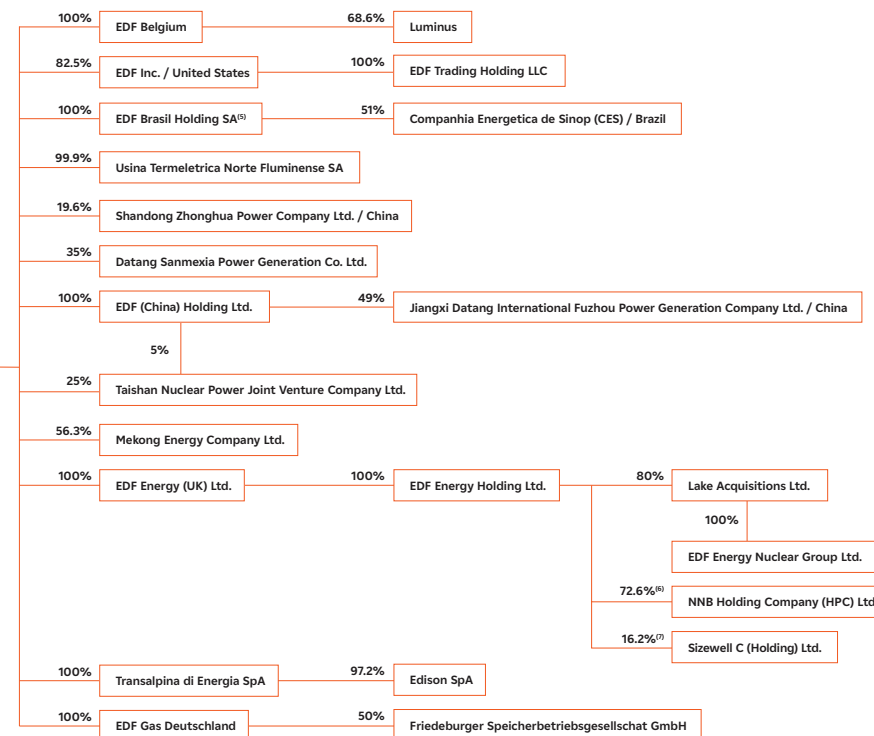 100% EDF Belgium 68.6% Luminus
82.5% EDF Inc. / United States 100% EDF Trading Holding LLC
100% EDF Brasil Holding SA(5) 51% Companhia Energetica de Sinop (CES) / Brazil
99.9% Usina Termeletrica Norte Fluminense SA
19.6% Shandong Zhonghua Power Company Ltd. / China
35% Datang Sanmexia Power Generation Co. Ltd.
100% EDF (China) Holding Ltd. 49% Jiangxi Datang International Fuzhou Power Generation Company Ltd. / China
5%
25% Taishan Nuclear Power Joint Venture Company Ltd.
56.3% Mekong Energy Company Ltd.
100% EDF Energy (UK) Ltd. 100% EDF Energy Holding Ltd. 80% Lake Acquisitions Ltd.
100%
EDF Energy Nuclear Group Ltd.
72.6%(6) NNB Holding Company (HPC) Ltd
16.2%(7) Sizewell C (Holding) Ltd.
100% Transalpina di Energia SpA 97.2% Edison SpA
100% EDF Gas Deutschland 50% Friedeburger Speicherbetriebsgesellschat GmbH